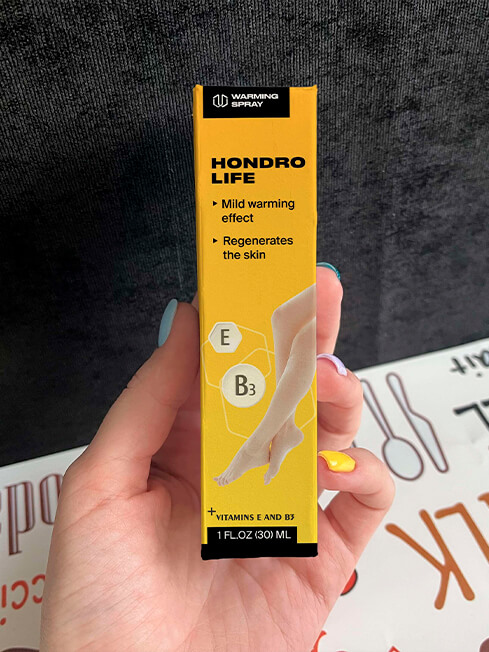 WARMING
SPRAY
HONDRO
LIFE
▸ Mild warming
effect
▸ Regenerates
the skin
E
B₃
+VITAMINS E AND B3
1 FL.OZ (30) ML